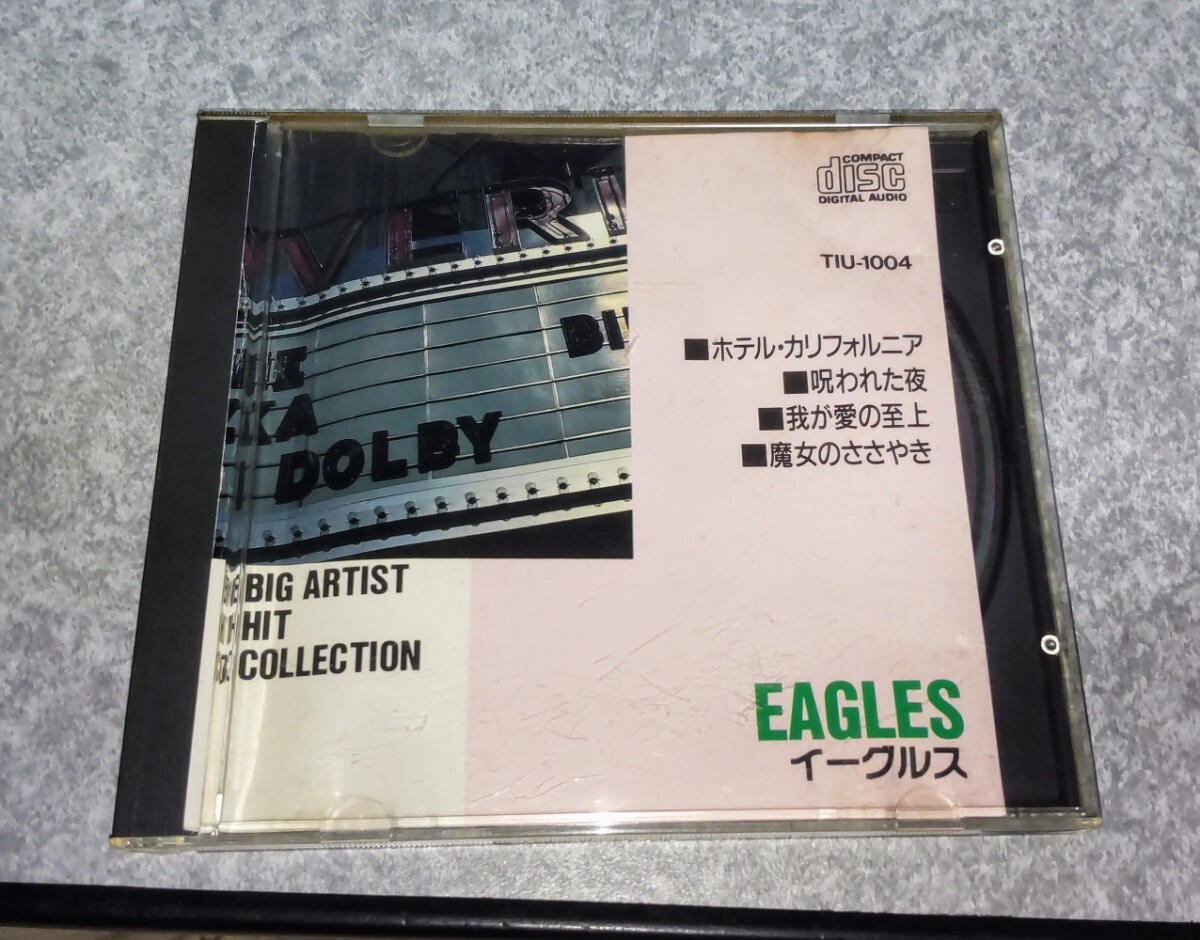 COMPACT
disc
DIGITAL AUDIO
TIU-1004
■ホテル・カリフォルニア
■呪われた夜
■我が愛の至上
■魔女のささやき
DOLBY
BIG ARTIST
HIT
COLLECTION
EAGLES
イーグルス